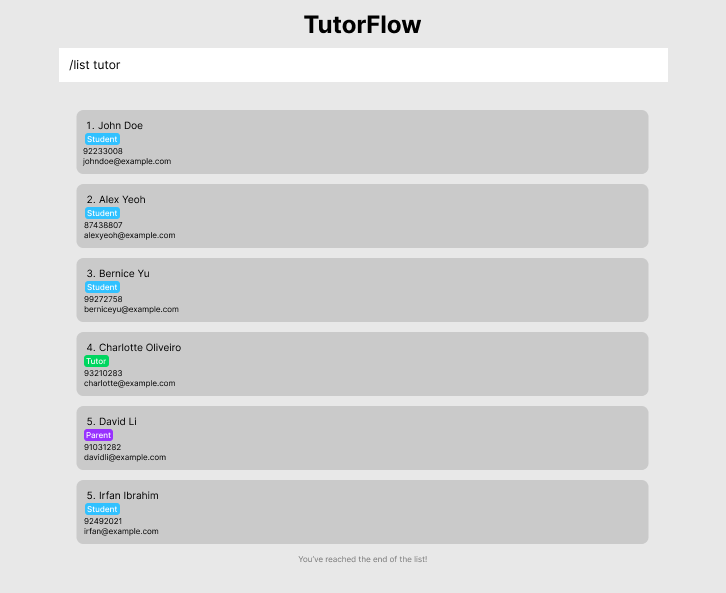 TutorFlow
/list tutor
1. John Doe
Student
92233008
johndoe@example.com
2. Alex Yeoh
Student
87438807
alexyeoh@example.com
3. Bernice Yu
Student
99272758
berniceyu@example.com
4. Charlotte Oliveiro
Tutor
93210283
charlotte@example.com
5. David Li
Parent
91031282
davidli@example.com
5. Irfan Ibrahim
Student
92492021
irfan@example.com
You've reached the end of the list!